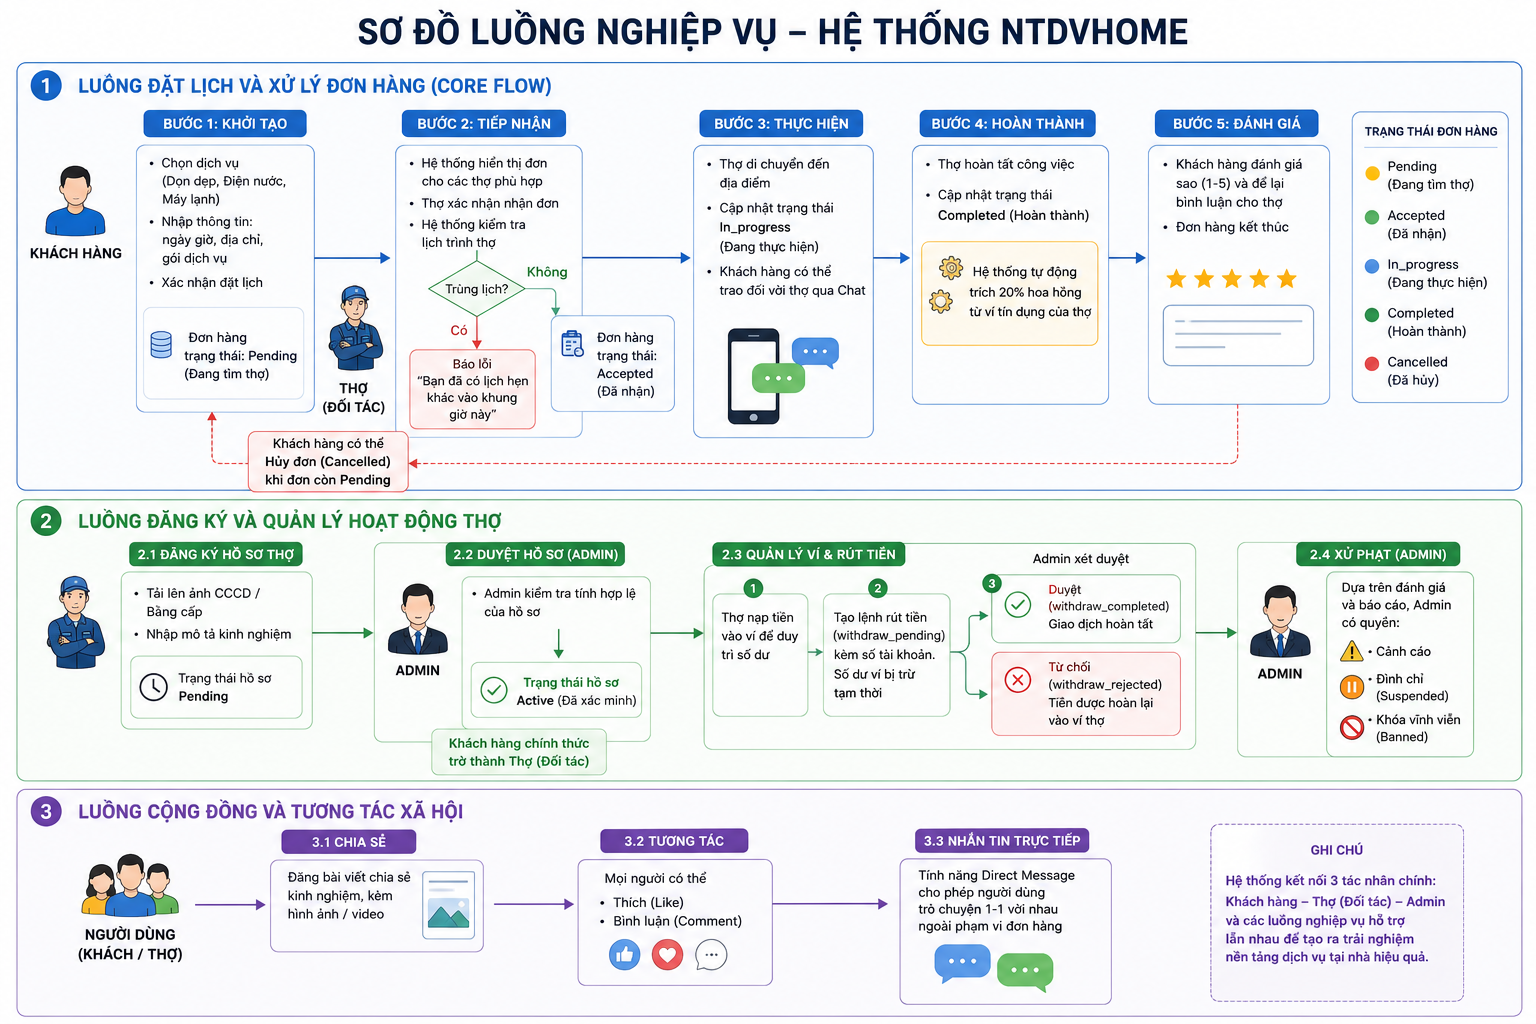 SƠ ĐỒ LUỒNG NGHIỆP VỤ – HỆ THỐNG NTDVHOME
1 LUỒNG ĐẶT LỊCH VÀ XỬ LÝ ĐƠN HÀNG (CORE FLOW)
KHÁCH HÀNG
BƯỚC 1: KHỞI TẠO
• Chọn dịch vụ
(Dọn dẹp, Điện nước,
Máy lạnh)
• Nhập thông tin:
ngày giờ, địa chỉ,
gói dịch vụ
• Xác nhận đặt lịch
Đơn hàng
trạng thái: Pending
(Đang tìm thợ)
THỢ
(ĐỐI TÁC)
BƯỚC 2: TIẾP NHẬN
• Hệ thống hiển thị đơn
cho các thợ phù hợp
• Thợ xác nhận nhận đơn
• Hệ thống kiểm tra
lịch trình thợ
Trùng lịch?
Không
Có
Báo lỗi
“Bạn đã có lịch hẹn
khác vào khung
giờ này”
Đơn hàng
trạng thái:
Accepted
(Đã nhận)
BƯỚC 3: THỰC HIỆN
• Thợ di chuyển đến
địa điểm
• Cập nhật trạng thái
In_progress
(Đang thực hiện)
• Khách hàng có thể
trao đổi vời thợ qua Chat
BƯỚC 4: HOÀN THÀNH
• Thợ hoàn tất công việc
• Cập nhật trạng thái
Completed (Hoàn thành)
Hệ thống tự động
trích 20% hoa hồng
từ ví tín dụng của thợ
BƯỚC 5: ĐÁNH GIÁ
• Khách hàng đánh giá
sao (1-5) và để lại
bình luận cho thợ
• Đơn hàng kết thúc
TRẠNG THÁI ĐƠN HÀNG
Pending
(Đang tìm thợ)
Accepted
(Đã nhận)
In_progress
(Đang thực hiện)
Completed
(Hoàn thành)
Cancelled
(Đã hủy)
Khách hàng có thể
Hủy đơn (Cancelled)
khi đơn còn Pending
2 LUỒNG ĐĂNG KÝ VÀ QUẢN LÝ HOẠT ĐỘNG THỢ
2.1 ĐĂNG KÝ HỒ SƠ THỢ
• Tải lên ảnh CCCD /
Bằng cấp
• Nhập mô tả kinh nghiệm
Trạng thái hồ sơ
Pending
2.2 DUYỆT HỒ SƠ (ADMIN)
ADMIN
• Admin kiểm tra tính hợp lệ
của hồ sơ
Trạng thái hồ sơ
Active (Đã xác minh)
Khách hàng chính thức
trờ thành Thợ (Đối tác)
2.3 QUẢN LÝ VÍ & RÚT TIỀN
1
Thợ nạp tiền
vào ví để duy
trì số dư
2
Tạo lệnh rút tiền
(withdraw_pending)
kèm số tài khoản.
Số dư ví bị trừ
tạm thời
Admin xét duyệt
3
Duyệt
(withdraw_completed)
Giao dịch hoàn tất
Từ chối
(withdraw_rejected)
Tiền được hoàn lại
vào ví thợ
2.4 XỬ PHẠT (ADMIN)
ADMIN
Dựa trên đánh giá
và báo cáo, Admin
có quyền:
• Cảnh cáo
• Đình chỉ
(Suspended)
• Khóa vĩnh viễn
(Banned)
3 LUỒNG CỘNG ĐỒNG VÀ TƯƠNG TÁC XÃ HỘI
NGƯỜI DÙNG
(KHÁCH / THỢ)
3.1 CHIA SẺ
Đăng bài viết chia sẻ
kinh nghiệm, kèm
hình ảnh / video
3.2 TƯƠNG TÁC
Mọi người có thể
• Thích (Like)
• Bình luận (Comment)
3.3 NHẮN TIN TRỰC TIẾP
Tính năng Direct Message
cho phép người dùng
trò chuyện 1-1 vời nhau
ngoài phạm vi đơn hàng
GHI CHÚ
Hệ thống kết nối 3 tác nhân chính:
Khách hàng – Thợ (Đối tác) – Admin
và các luồng nghiệp vụ hỗ trợ
lẫn nhau để tạo ra trải nghiệm
nền tảng dịch vụ tại nhà hiệu quả.